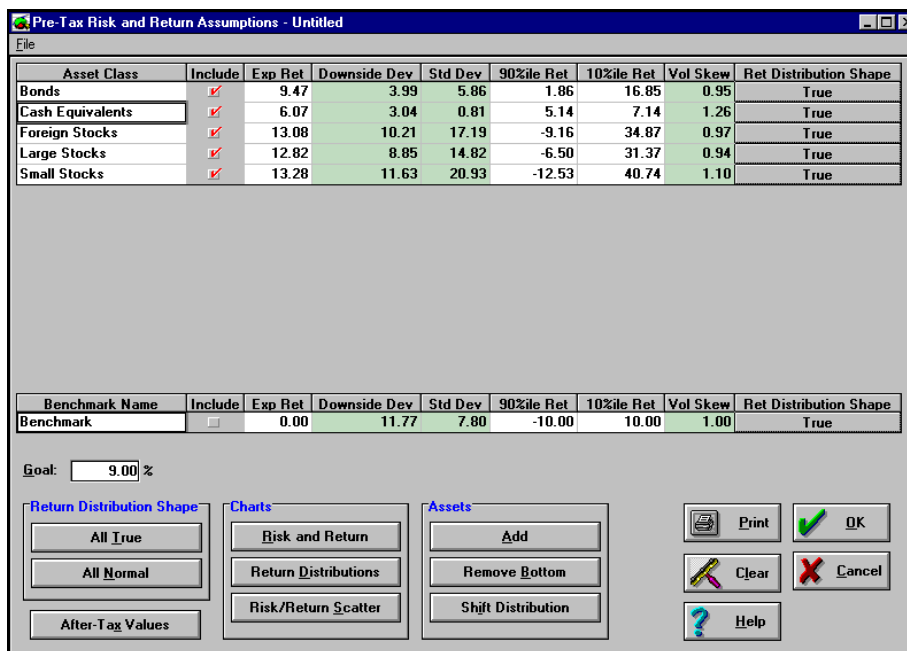 Pre-Tax Risk and Return Assumptions - Untitled
File
Asset Class Include Exp Ret Downside Dev Std Dev 90%ile Ret 10%ile Ret Vol Skew Ret Distribution Shape
Bonds 9.47 3.99 5.86 1.86 16.85 0.95 True
Cash Equivalents 6.07 3.04 0.81 5.14 7.14 1.26 True
Foreign Stocks 13.08 10.21 17.19 -9.16 34.87 0.97 True
Large Stocks 12.82 8.85 14.82 -6.50 31.37 0.94 True
Small Stocks 13.28 11.63 20.93 -12.53 40.74 1.10 True
Benchmark Name Include Exp Ret Downside Dev Std Dev 90%ile Ret 10%ile Ret Vol Skew Ret Distribution Shape
Benchmark 0.00 11.77 7.80 -10.00 10.00 1.00 True
Goal: 9.00 %
Return Distribution Shape
All True
All Normal
After-Tax Values
Charts
Risk and Return
Return Distributions
Risk/Return Scatter
Assets
Add
Remove Bottom
Shift Distribution
Print
OK
Clear
Cancel
Help